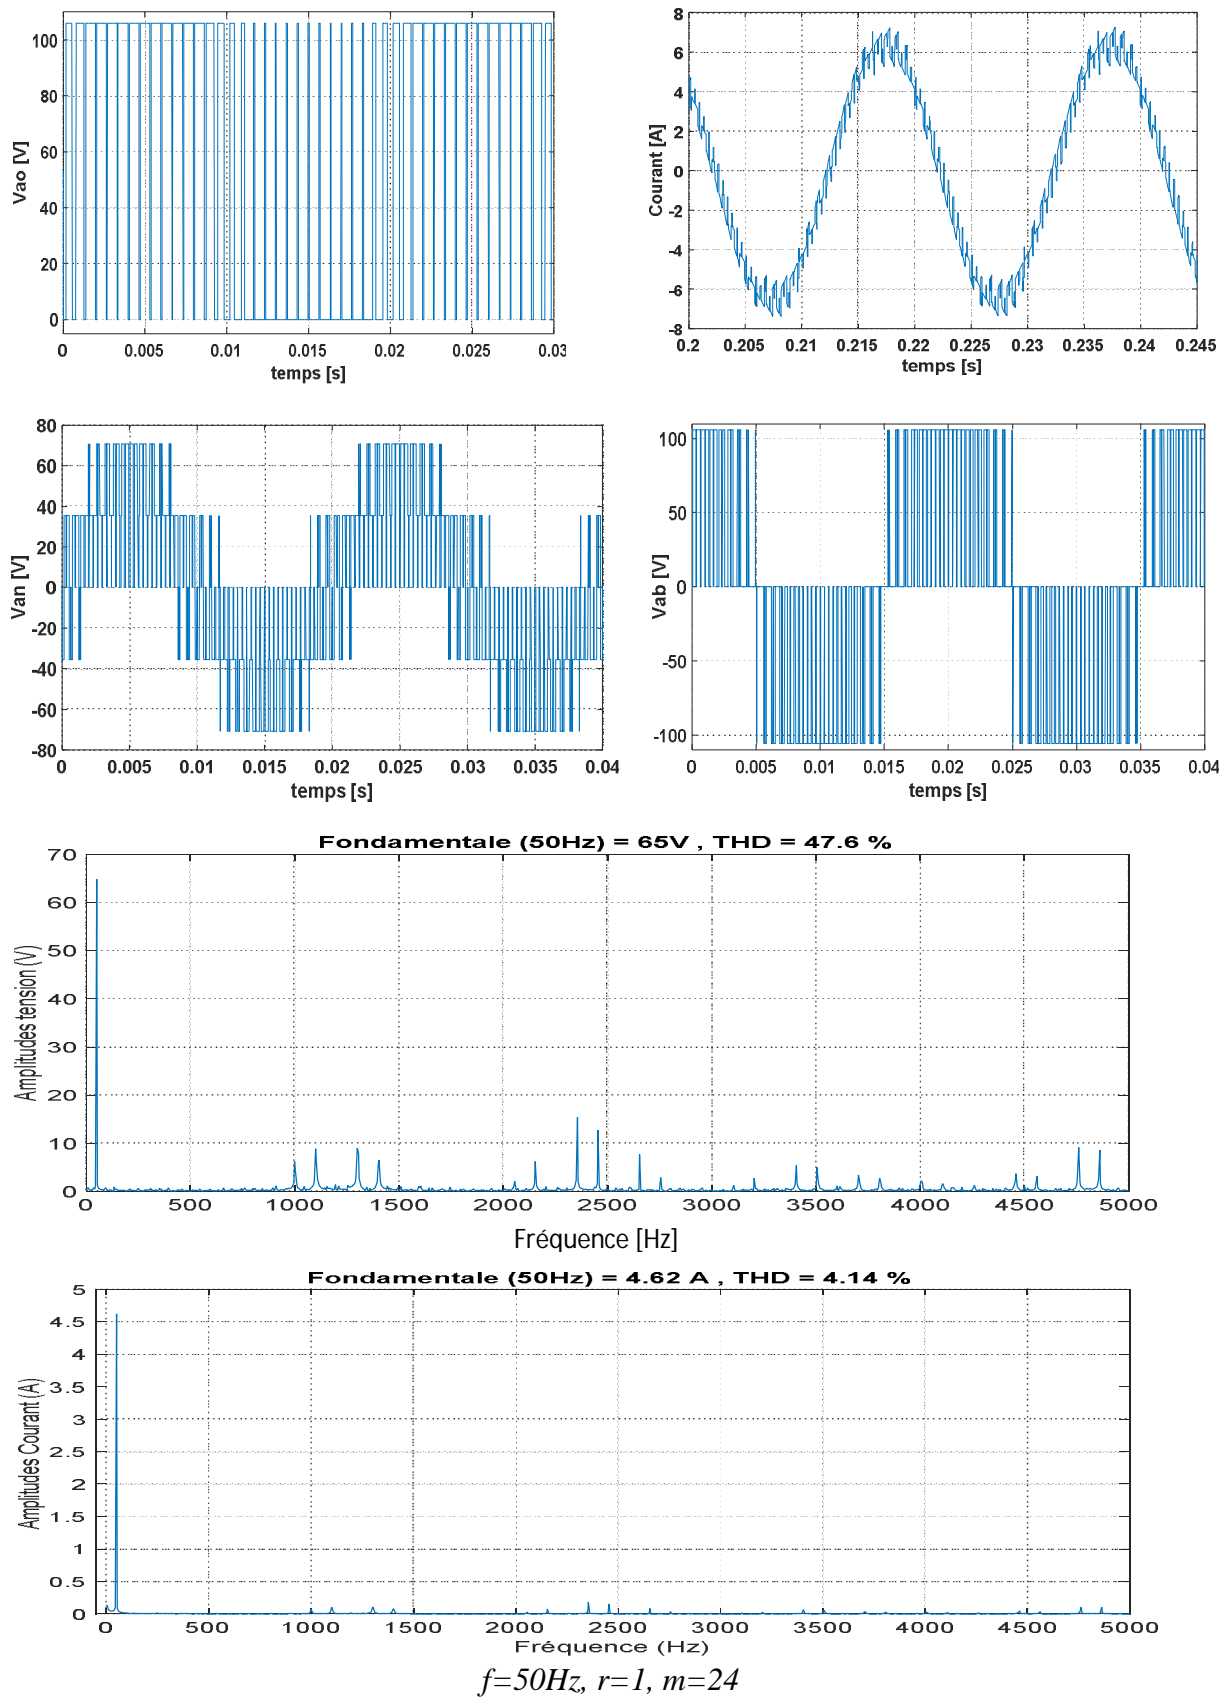 100
80
60
40
20
0
Vao [V]
0 0.005 0.01 0.015 0.02 0.025 0.03
temps [s]
8
6
4
2
0
-2
-4
-6
-8
Courant [A]
0.2 0.205 0.21 0.215 0.22 0.225 0.23 0.235 0.24 0.245
temps [s]
80
60
40
20
0
-20
-40
-60
-80
Van [V]
0 0.005 0.01 0.015 0.02 0.025 0.03 0.035 0.04
temps [s]
100
50
0
-50
-100
Vab [V]
0 0.005 0.01 0.015 0.02 0.025 0.03 0.035 0.04
temps [s]
Fondamentale (50Hz) = 65V , THD = 47.6 %
70
60
50
40
30
20
10
0
Amplitudes tension (V)
0 500 1000 1500 2000 2500 3000 3500 4000 4500 5000
Fréquence [Hz]
Fondamentale (50Hz) = 4.62 A , THD = 4.14 %
5
4.5
4
3.5
3
2.5
2
1.5
1
0.5
0
Amplitudes Courant (A)
0 500 1000 1500 2000 2500 3000 3500 4000 4500 5000
Fréquence (Hz)
f=50Hz, r=1, m=24